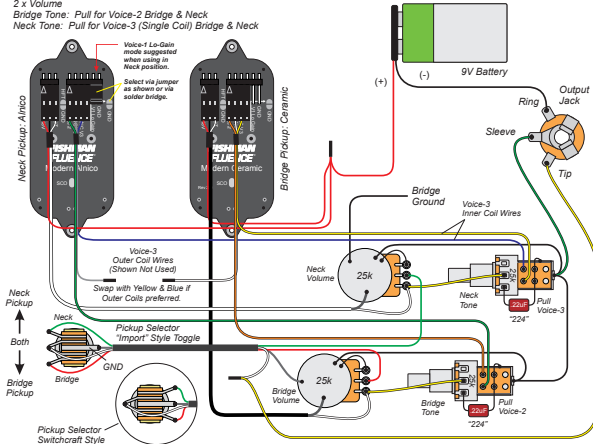 2 x Volume
Bridge Tone: Pull for Voice-2 Bridge & Neck
Neck Tone: Pull for Voice-3 (Single Coil) Bridge & Neck
Voice-1 Lo-Gain
mode suggested
when using in
Neck position.
Select via jumper
as shown or via
solder bridge.
Neck Pickup: Alnico
FISHMAN
FLUENCE
Modern Alnico
SCO
Bridge Pickup: Ceramic
FISHMAN
FLUENCE
Modern Ceramic
SCO
(+)
(-)
9V Battery
Output
Jack
Ring
Sleeve
Tip
Bridge
Ground
Voice-3
Inner Coil Wires
Voice-3
Outer Coil Wires
(Shown Not Used)
Swap with Yellow & Blue if
Outer Coils preferred.
Neck
Volume
25k
Neck
Tone
25k
22uF
"224"
Pull
Voice-3
Neck
Pickup
Both
Bridge
Pickup
Neck
Bridge
GND
Pickup Selector
"Import" Style Toggle
Pickup Selector
Switchcraft Style
Bridge
Volume
25k
Bridge
Tone
25k
22uF
"224"
Pull
Voice-2